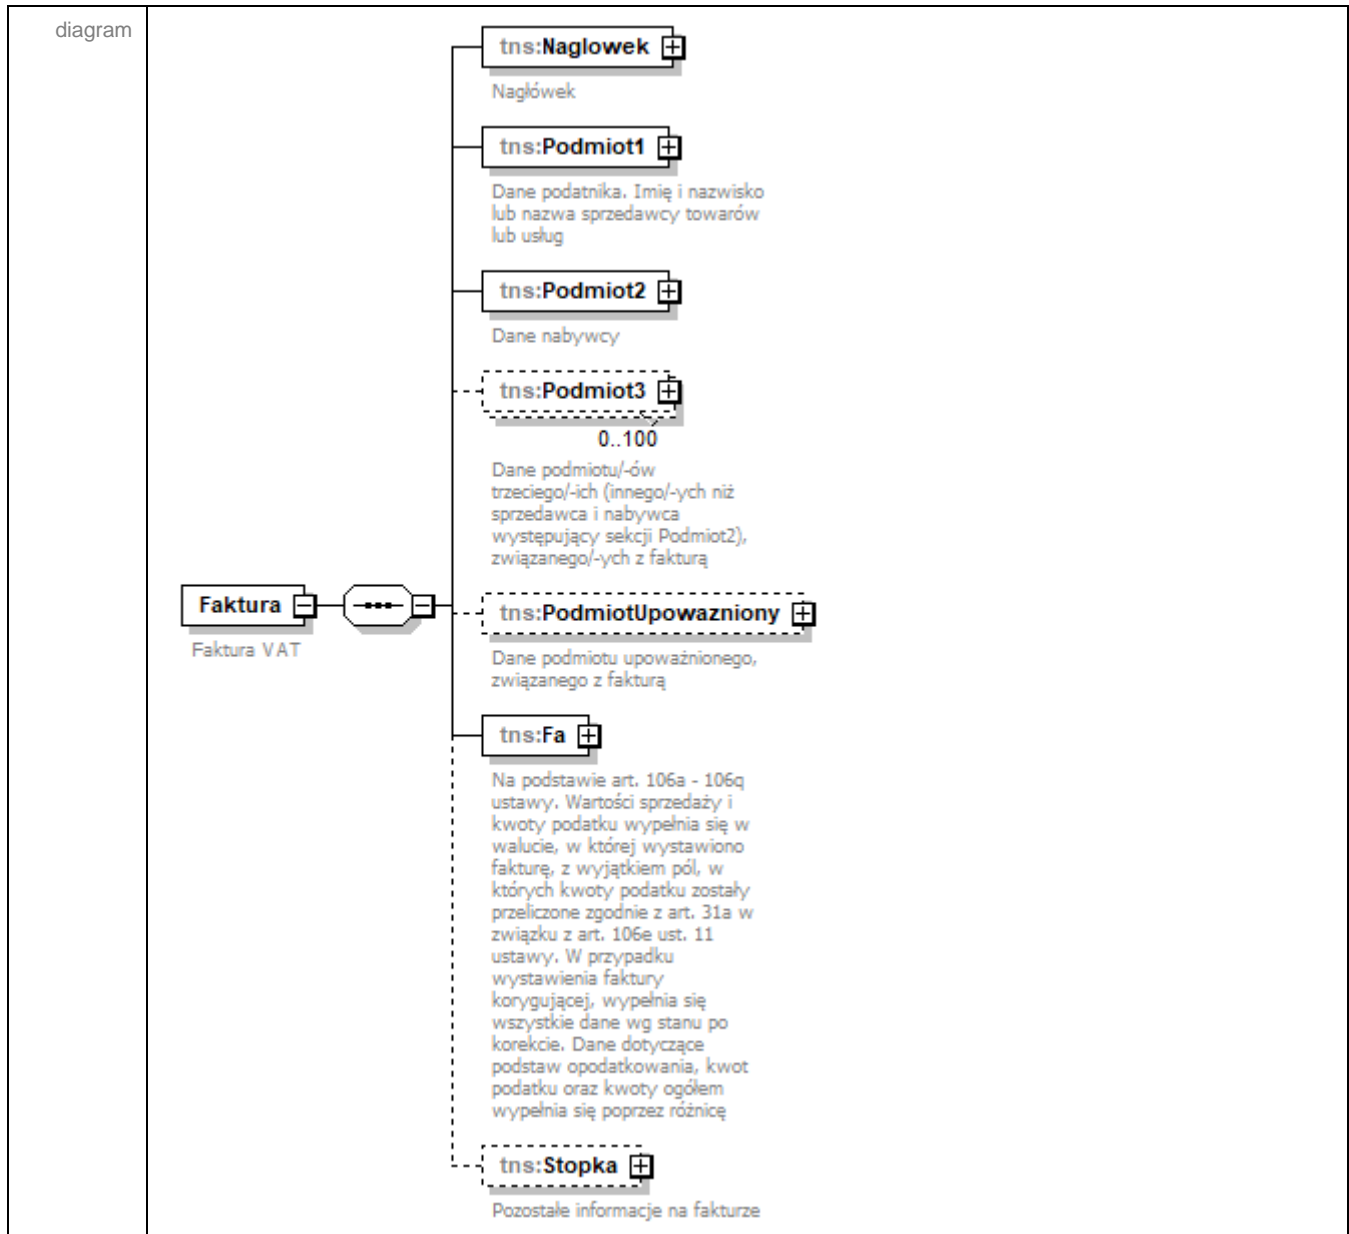 diagram
tns:Naglowek
Nagłówek
tns:Podmiot1
Dane podatnika. Imię i nazwisko
lub nazwa sprzedawcy towarów
lub usług
tns:Podmiot2
Dane nabywcy
tns:Podmiot3
0..100
Dane podmiotu/-ów
trzeciego/-ich (innego/-ych niż
sprzedawca i nabywca
występujący sekcji Podmiot2),
związanego/-ych z fakturą
Faktura
Faktura VAT
tns:PodmiotUpowazniony
Dane podmiotu upoważnionego,
związanego z fakturą
tns:Fa
Na podstawie art. 106a - 106q
ustawy. Wartości sprzedaży i
kwoty podatku wypełnia się w
walucie, w której wystawiono
fakturę, z wyjątkiem pól, w
których kwoty podatku zostały
przeliczone zgodnie z art. 31a w
związku z art. 106e ust. 11
ustawy. W przypadku
wystawienia faktury
korygującej, wypełnia się
wszystkie dane wg stanu po
korekcie. Dane dotyczące
podstaw opodatkowania, kwot
podatku oraz kwoty ogółem
wypełnia się poprzez różnicę
tns:Stopka
Pozostałe informacje na fakturze